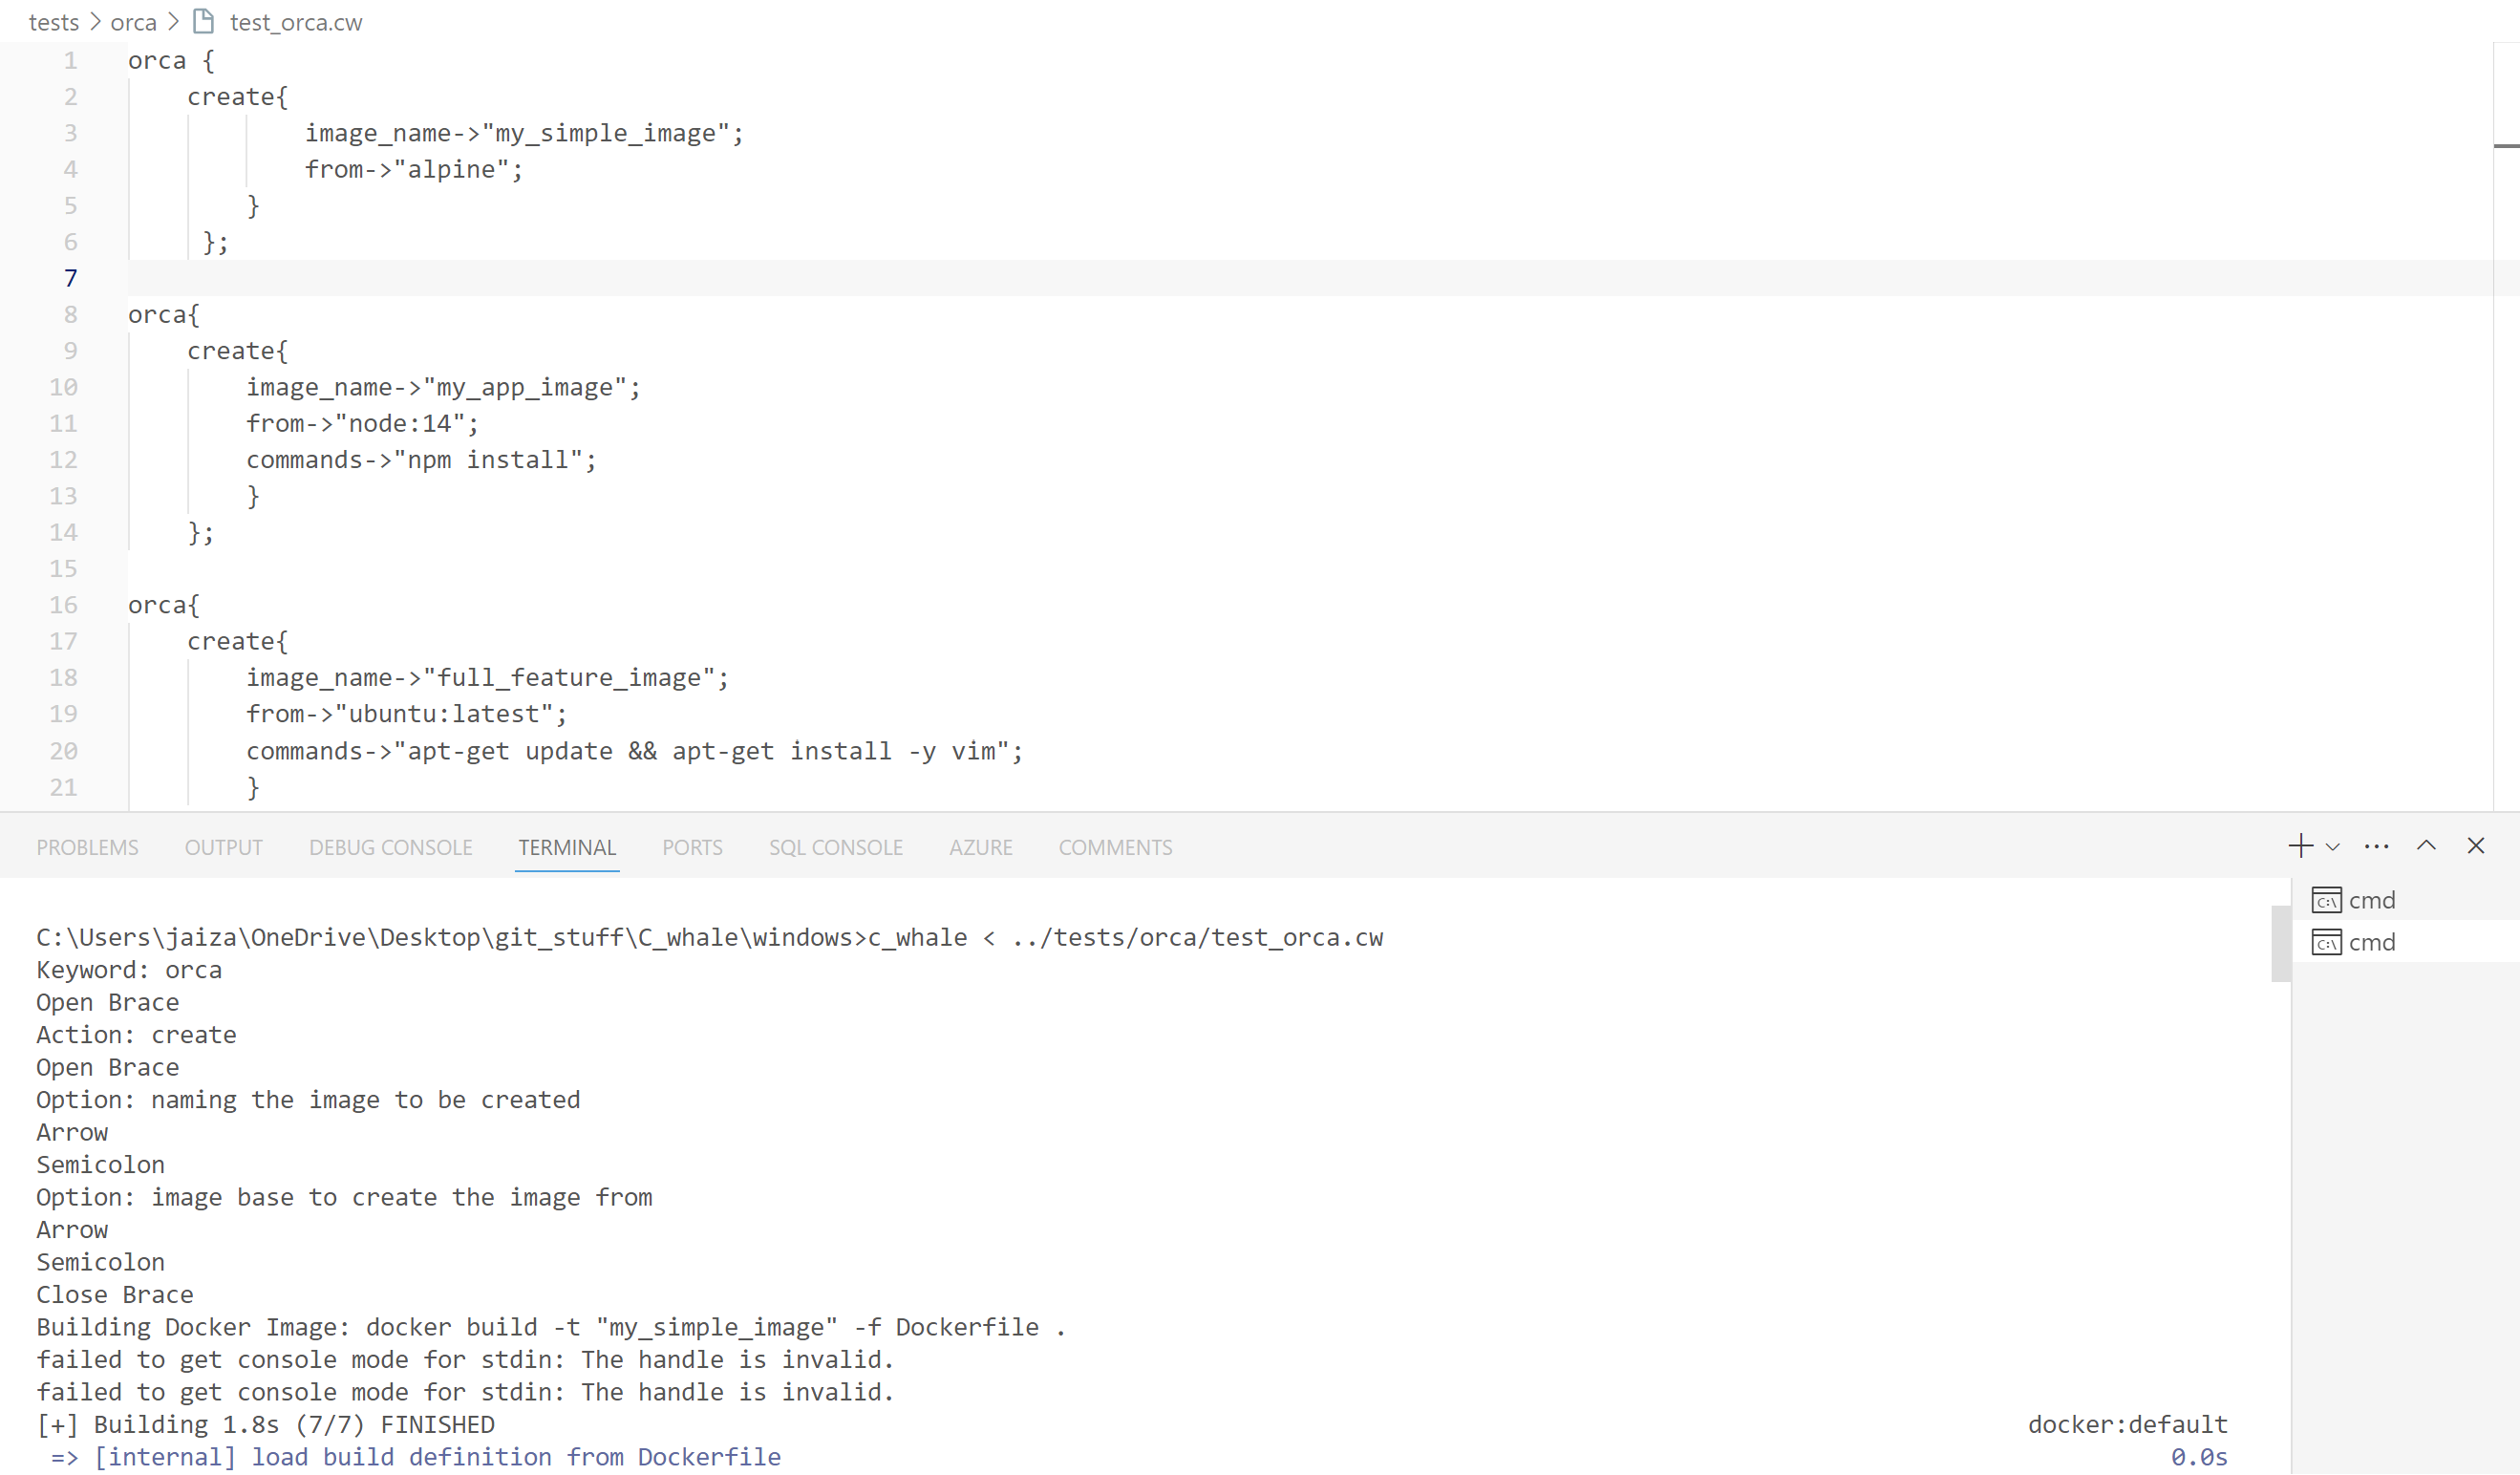 tests > orca > test_orca.cw
1 orca {
2 create{
3 image_name->"my_simple_image";
4 from->"alpine";
5 }
6 };
7
8 orca{
9 create{
10 image_name->"my_app_image";
11 from->"node:14";
12 commands->"npm install";
13 }
14 };
15
16 orca{
17 create{
18 image_name->"full_feature_image";
19 from->"ubuntu:latest";
20 commands->"apt-get update && apt-get install -y vim";
21 }
PROBLEMS OUTPUT DEBUG CONSOLE TERMINAL PORTS SQL CONSOLE AZURE COMMENTS
cmd
cmd
C:\Users\jaiza\OneDrive\Desktop\git_stuff\C_whale\windows>c_whale < ../tests/orca/test_orca.cw
Keyword: orca
Open Brace
Action: create
Open Brace
Option: naming the image to be created
Arrow
Semicolon
Option: image base to create the image from
Arrow
Semicolon
Close Brace
Building Docker Image: docker build -t "my_simple_image" -f Dockerfile .
failed to get console mode for stdin: The handle is invalid.
failed to get console mode for stdin: The handle is invalid.
[+] Building 1.8s (7/7) FINISHED docker:default
=> [internal] load build definition from Dockerfile 0.0s